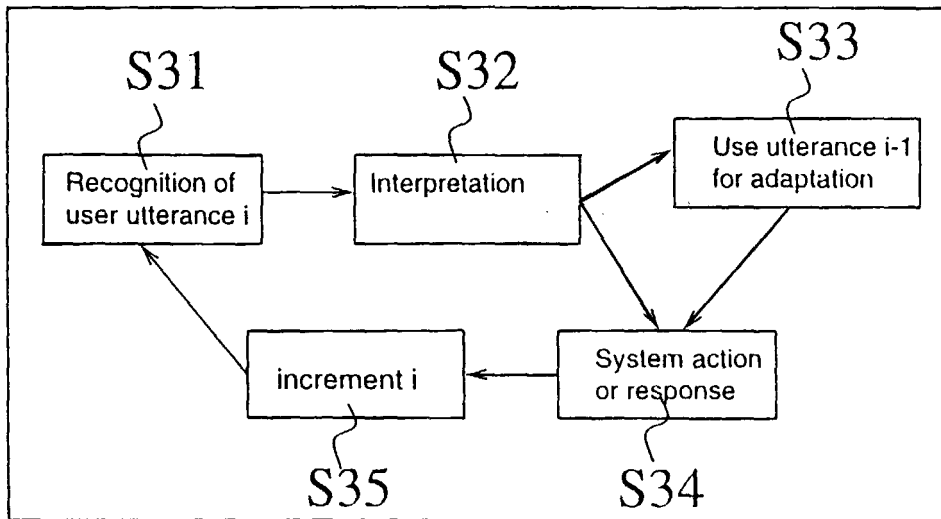 S31
S32
S33
Recognition of
user utterance i
Interpretation
Use utterance i-1
for adaptation
increment i
System action
or response
S35
S34